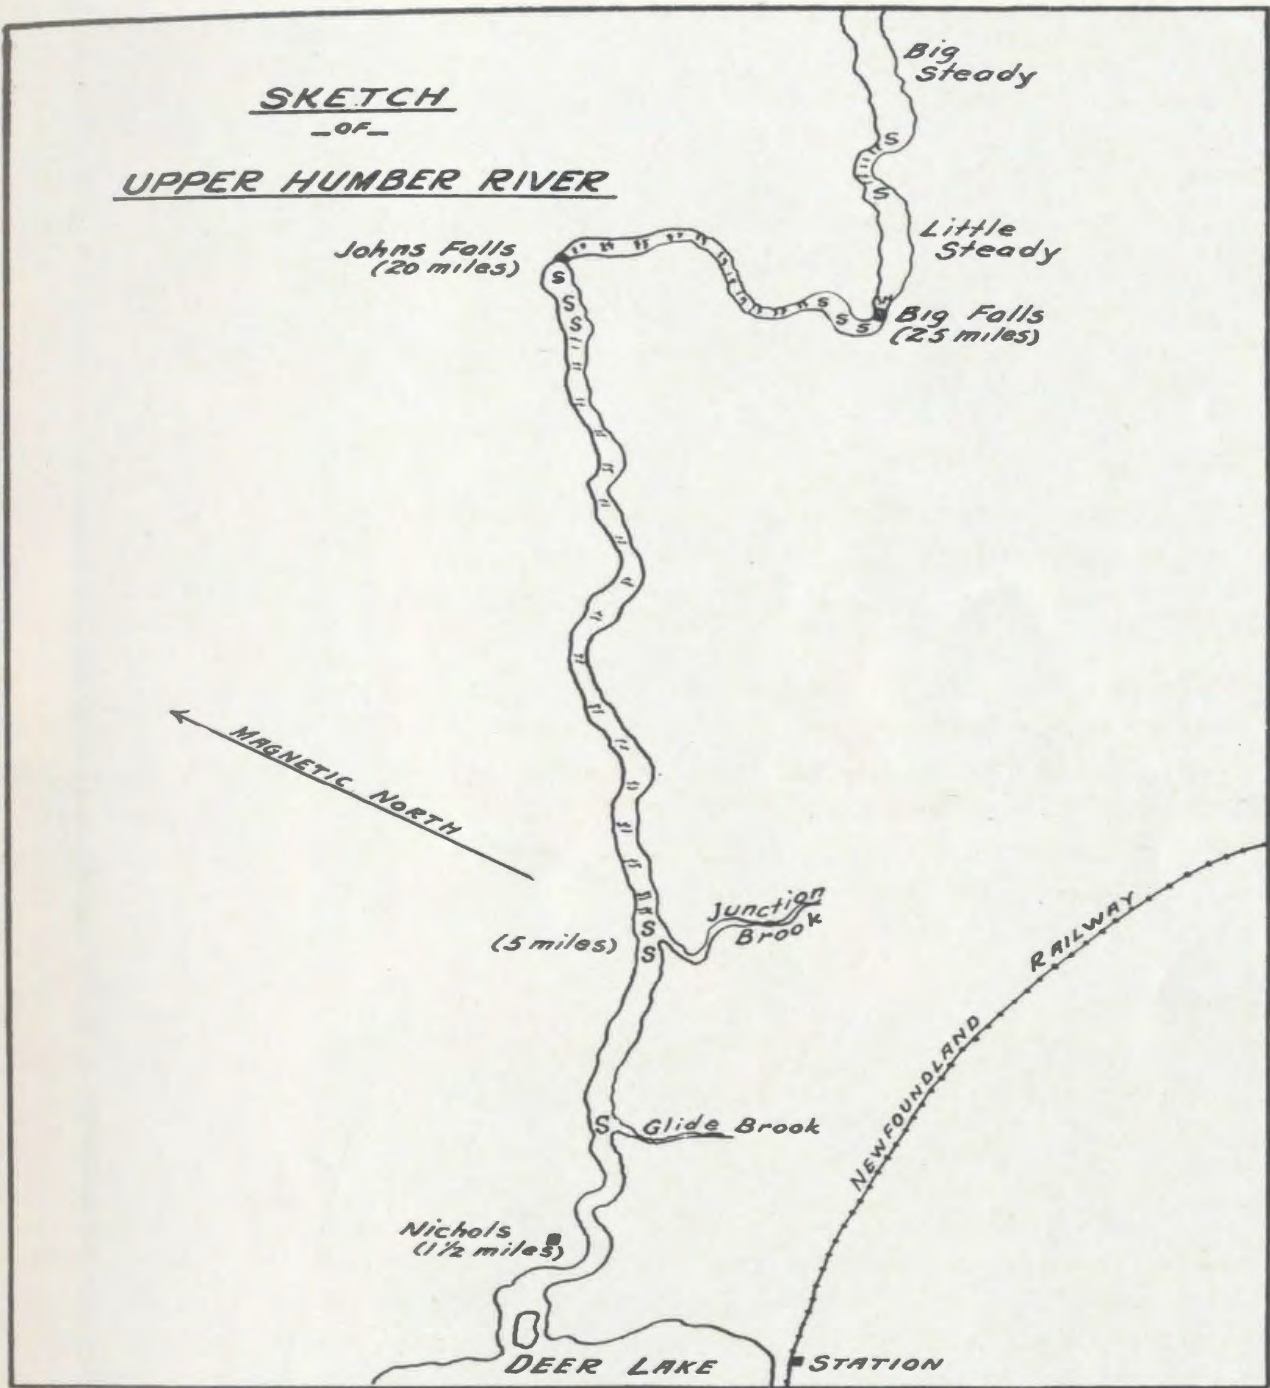 SKETCH
OF
UPPER HUMBER RIVER
Big
Steady
Little
Steady
Johns Falls
(20 miles)
Big Falls
(25 miles)
MAGNETIC NORTH
Junction
Brook
(5 miles)
NEWFOUNDLAND RAILWAY
Glide Brook
Nichols
(1½ miles)
DEER LAKE
STATION
S
S
S
S
S
S
S
S
S
S
S